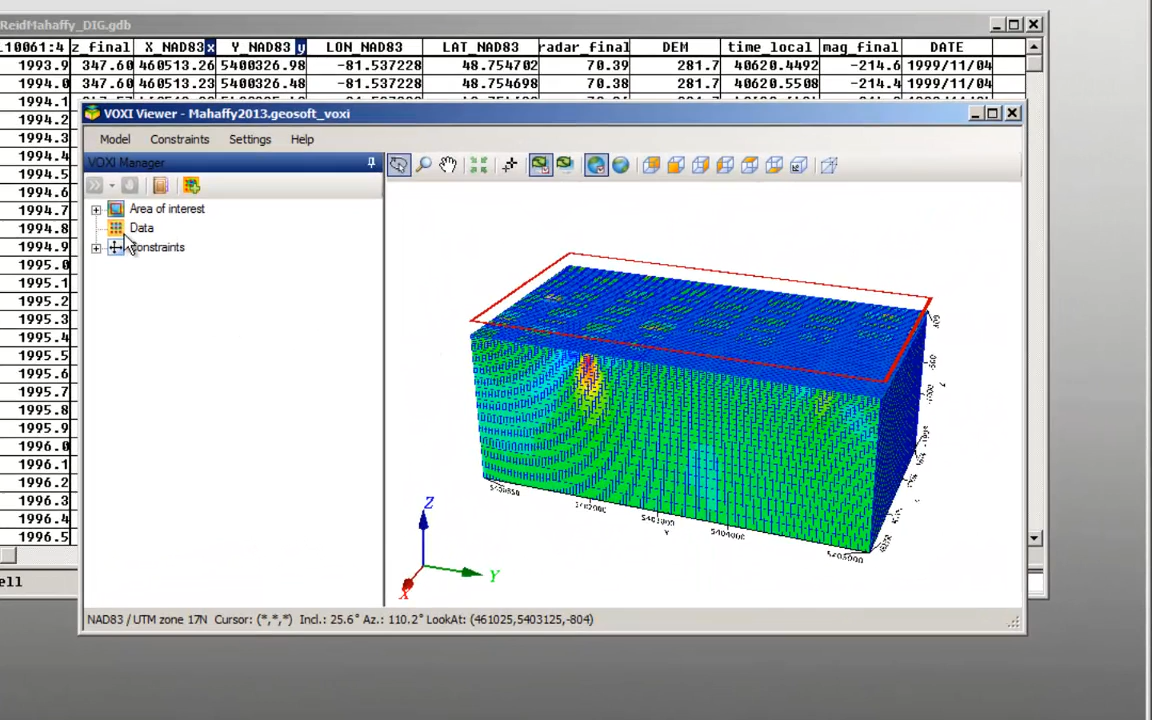 ReidMahaffy_DIG.gdb
L10061:4 z_final X_NAD83 x Y_NAD83 y LON_NAD83 LAT_NAD83 radar_final DEM time_local mag_final DATE
1993.9 347.60 460513.26 5400326.98 -81.537228 48.754702 70.39 281.7 40620.4492 -214.6 1999/11/04
1994.0 347.60 460513.23 5400326.48 -81.537228 48.754698 70.38 281.7 40620.5508 -214.4 1999/11/04
1994.1
1994.2
1994.3
1994.4
1994.5
1994.6
1994.7
1994.8
1994.9
1995.0
1995.1
1995.2
1995.3
1995.4
1995.5
1995.6
1995.7
1995.8
1995.9
1996.0
1996.1
1996.2
1996.3
1996.4
1996.5
VOXI Viewer - Mahaffy2013.geosoft_voxi
Model Constraints Settings Help
VOXI Manager
Area of interest
Data
Constraints
Z
Y
X
5402000
5404000
Y
NAD83 / UTM zone 17N Cursor: (*,*,*) Incl.: 25.6° Az.: 110.2° LookAt: (461025,5403125,-804)